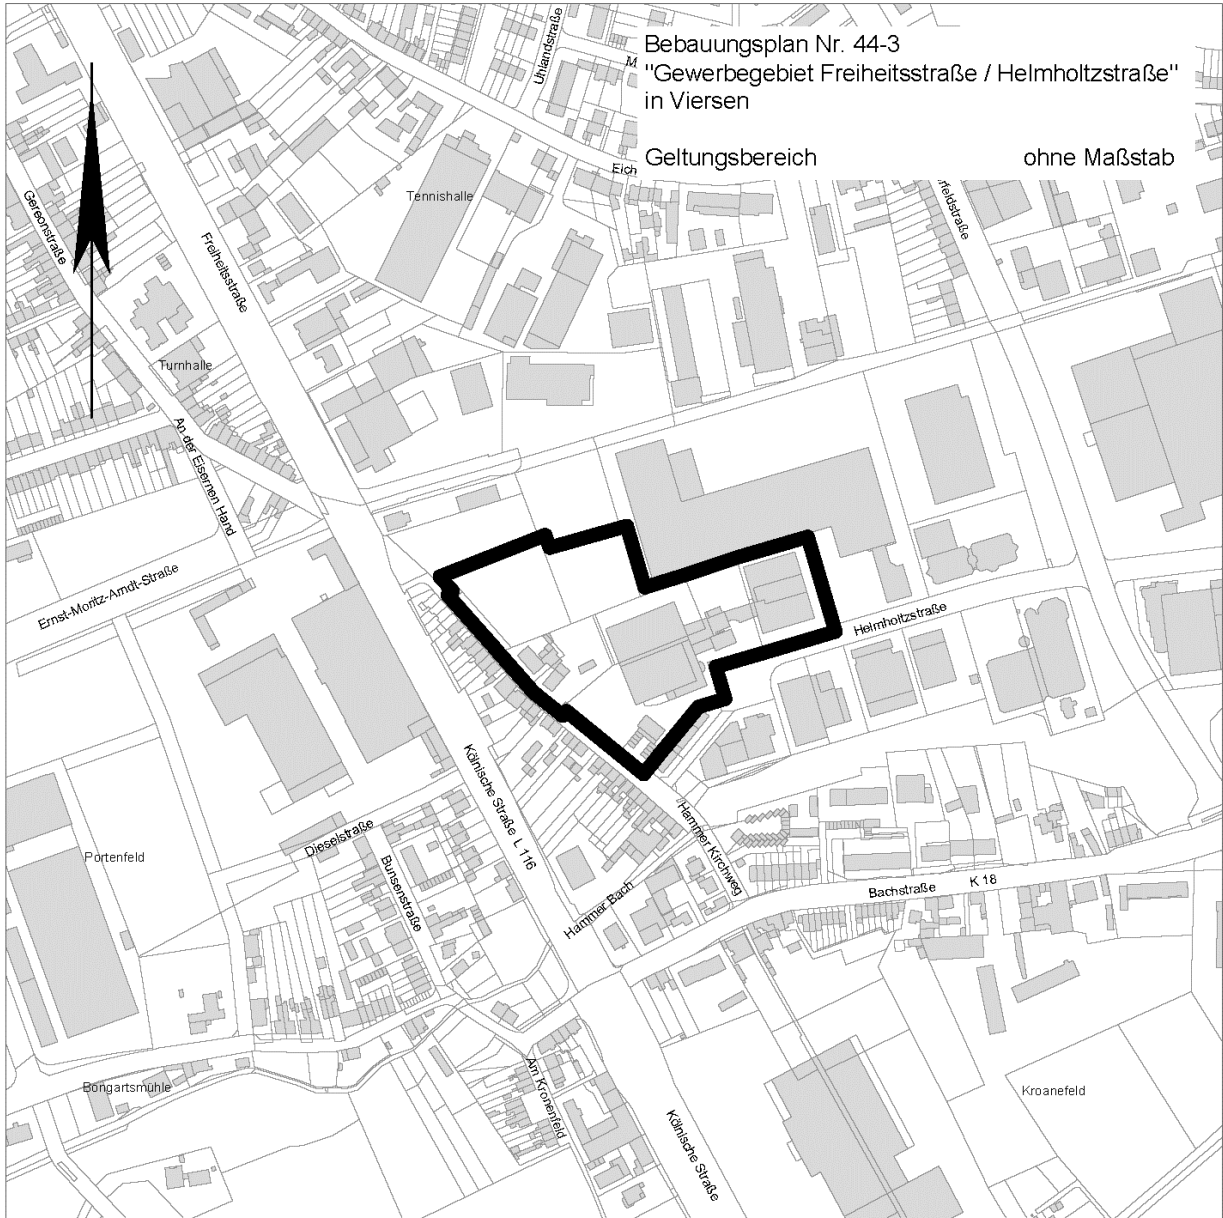 Bebauungsplan Nr. 44-3
"Gewerbegebiet Freiheitsstraße / Helmholtzstraße"
in Viersen
Geltungsbereich ohne Maßstab
Uhlandstraße
Tennishalle
Gereonstraße
Freiheitsstraße
Turnhalle
An der Eisernen Hand
Ernst-Moritz-Arndt-Straße
Helmholtzstraße
Kölnische Straße L 116
Dieselstraße
Bunsenstraße
Portenfeld
Hammer Kirchweg
Hammer Bach
Bachstraße K 18
Bongartsmühle
Am Kronenfeld
Kölnische Straße
Kroanefeld